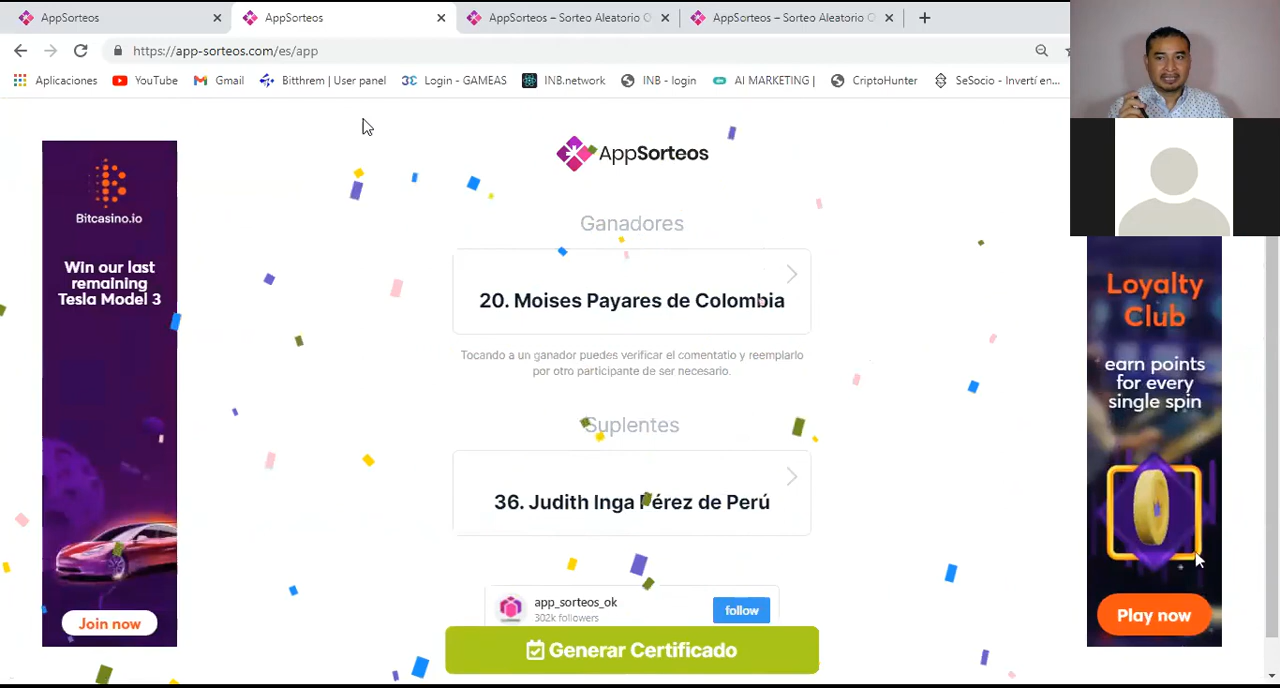 AppSorteos
AppSorteos
AppSorteos – Sorteo Aleatorio
AppSorteos – Sorteo Aleatorio
https://app-sorteos.com/es/app
Aplicaciones
YouTube
Gmail
Bitthrem | User panel
Login - GAMEAS
INB.network
INB - login
AI MARKETING |
CriptoHunter
SeSocio - Invertí en...
Bitcasino.io
Win our last
remaining
Tesla Model 3
Join now
AppSorteos
Ganadores
20. Moises Payares de Colombia
Tocando a un ganador puedes verificar el comentatio y reemplarlo
por otro participante de ser necesario.
Suplentes
36. Judith Inga Pérez de Perú
app_sorteos_ok
302k followers
follow
Generar Certificado
Loyalty
Club
earn points
for every
single spin
Play now